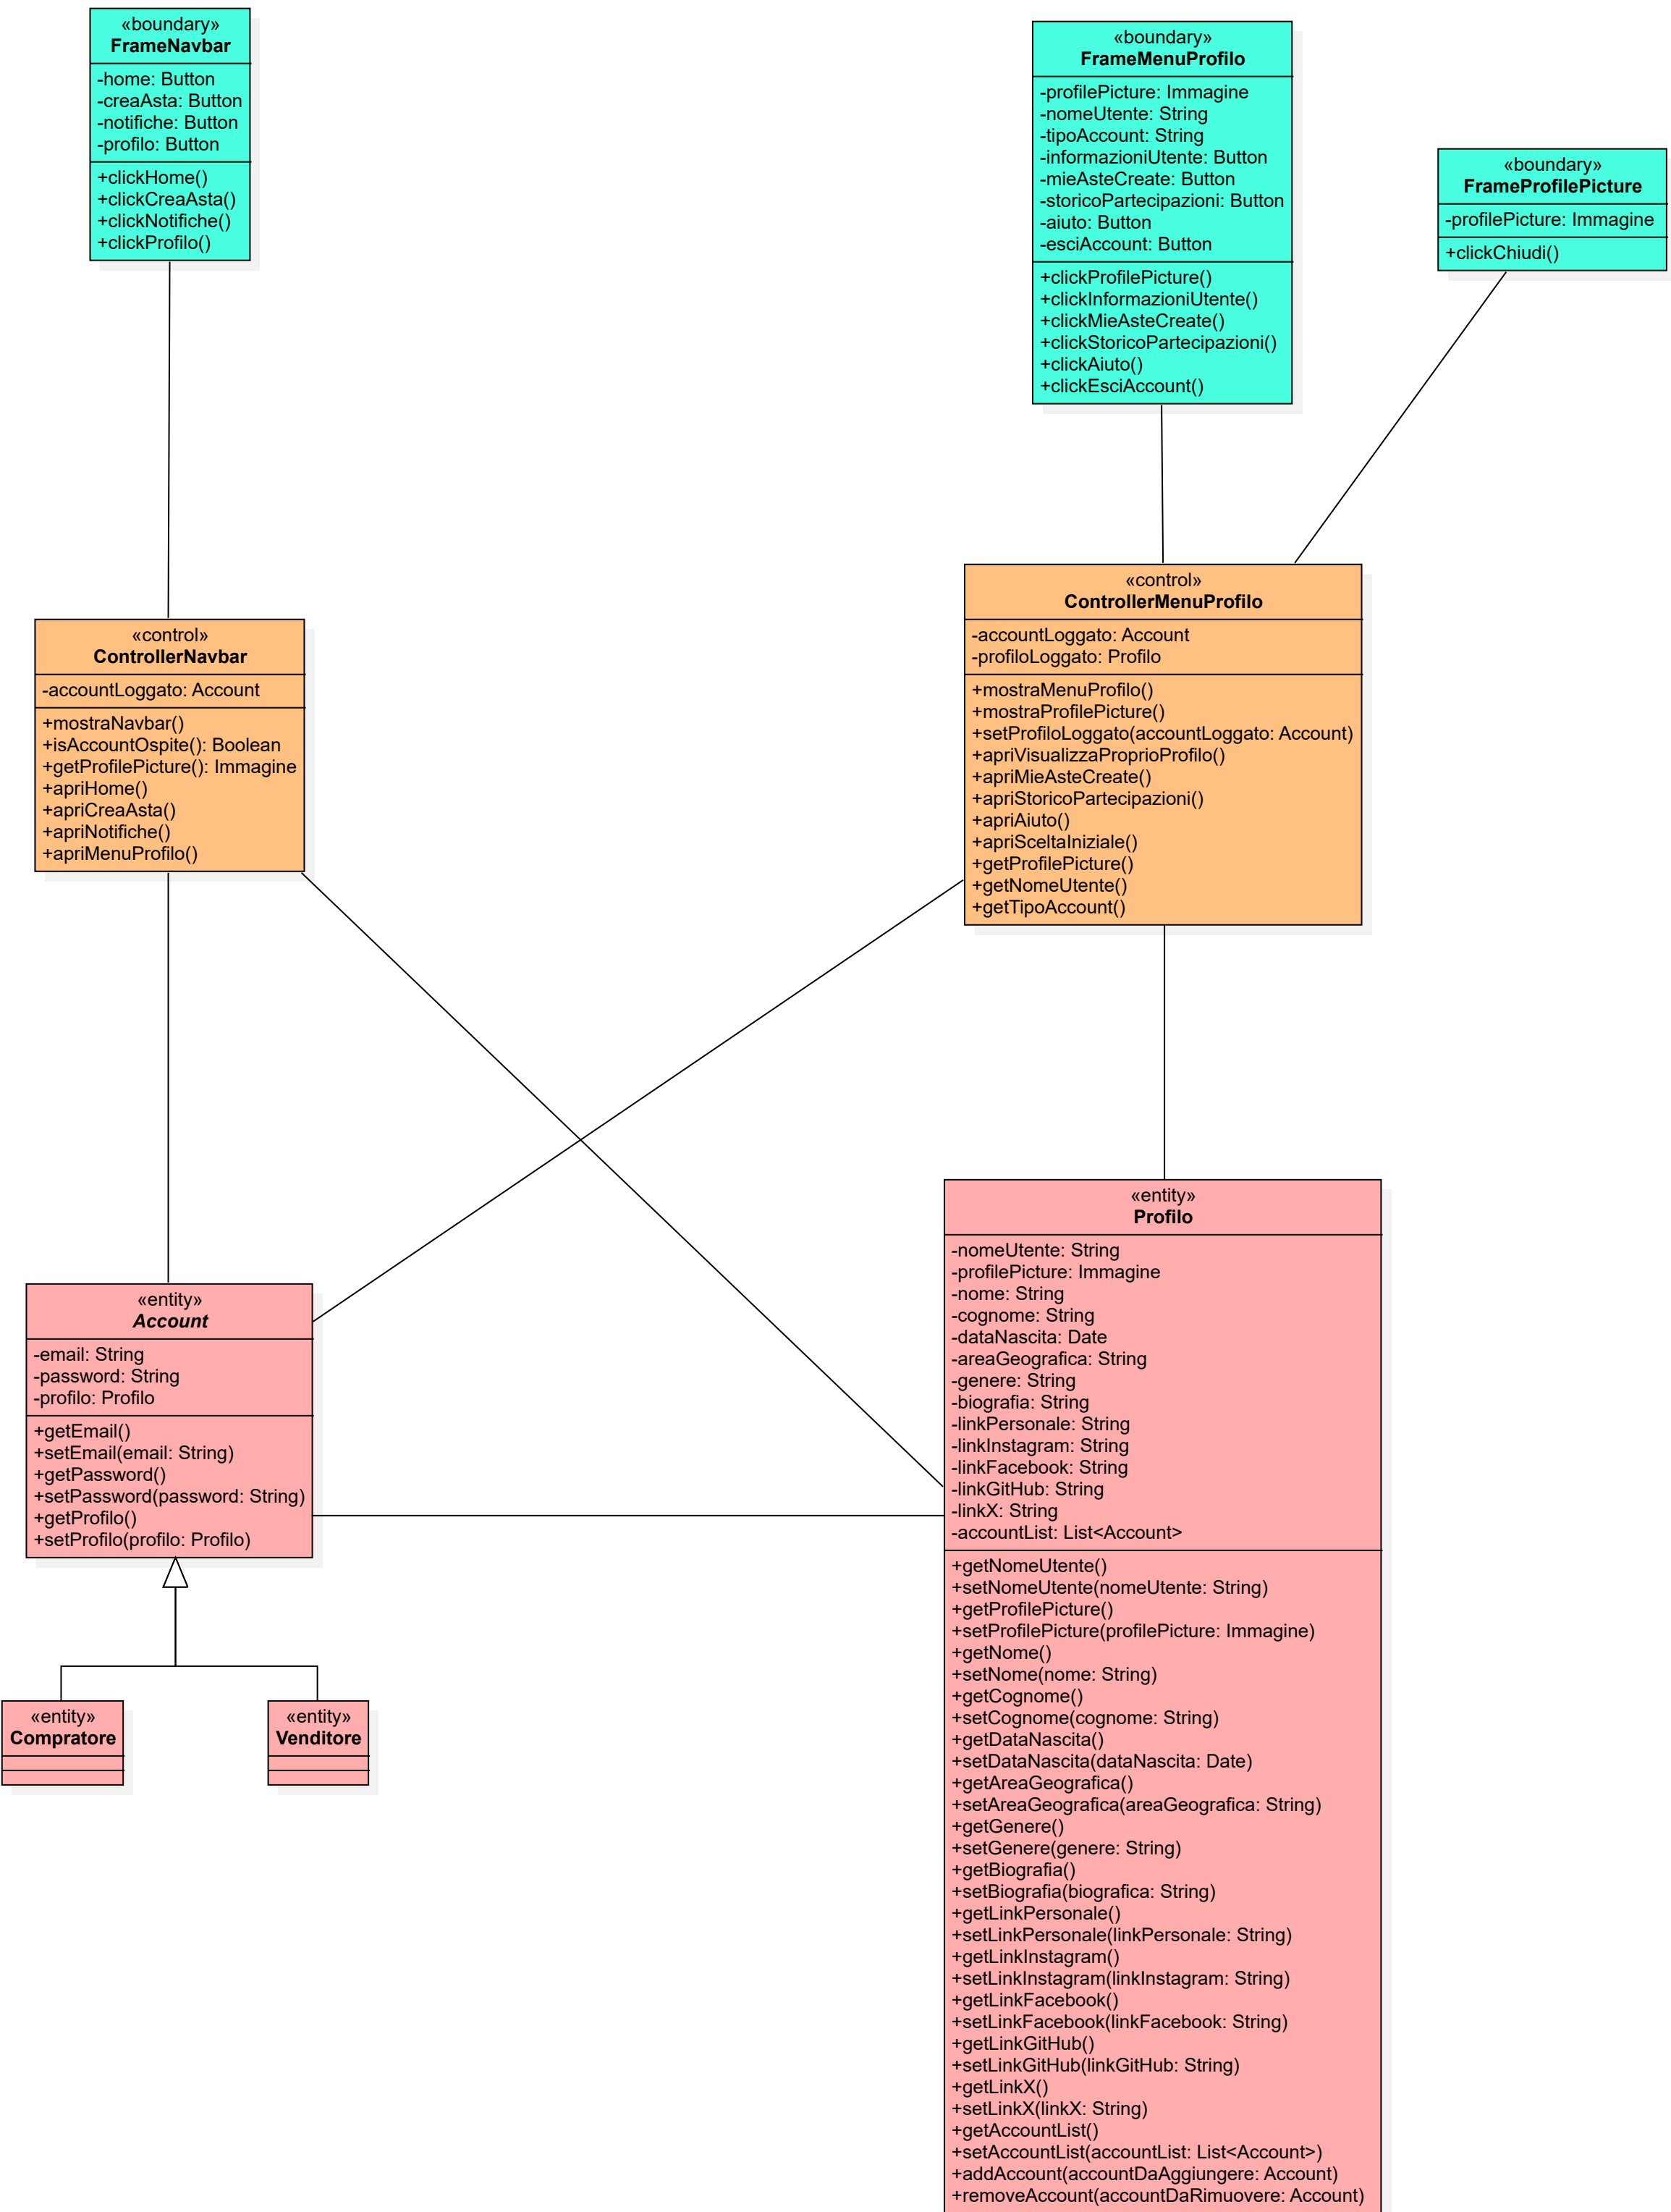 «boundary»
FrameNavbar
-home: Button
-creaAsta: Button
-notifiche: Button
-profilo: Button
+clickHome()
+clickCreaAsta()
+clickNotifiche()
+clickProfilo()
«boundary»
FrameMenuProfilo
-profilePicture: Immagine
-nomeUtente: String
-tipoAccount: String
-informazioniUtente: Button
-mieAsteCreate: Button
-storicoPartecipazioni: Button
-aiuto: Button
-esciAccount: Button
+clickProfilePicture()
+clickInformazioniUtente()
+clickMieAsteCreate()
+clickStoricoPartecipazioni()
+clickAiuto()
+clickEsciAccount()
«boundary»
FrameProfilePicture
-profilePicture: Immagine
+clickChiudi()
«control»
ControllerNavbar
-accountLoggato: Account
+mostraNavbar()
+isAccountOspite(): Boolean
+getProfilePicture(): Immagine
+apriHome()
+apriCreaAsta()
+apriNotifiche()
+apriMenuProfilo()
«control»
ControllerMenuProfilo
-accountLoggato: Account
-profiloLoggato: Profilo
+mostraMenuProfilo()
+mostraProfilePicture()
+setProfiloLoggato(accountLoggato: Account)
+apriVisualizzaProprioProfilo()
+apriMieAsteCreate()
+apriStoricoPartecipazioni()
+apriAiuto()
+apriSceltaIniziale()
+getProfilePicture()
+getNomeUtente()
+getTipoAccount()
«entity»
Account
-email: String
-password: String
-profilo: Profilo
+getEmail()
+setEmail(email: String)
+getPassword()
+setPassword(password: String)
+getProfilo()
+setProfilo(profilo: Profilo)
«entity»
Compratore
«entity»
Venditore
«entity»
Profilo
-nomeUtente: String
-profilePicture: Immagine
-nome: String
-cognome: String
-dataNascita: Date
-areaGeografica: String
-genere: String
-biografia: String
-linkPersonale: String
-linkInstagram: String
-linkFacebook: String
-linkGitHub: String
-linkX: String
-accountList: List<Account>
+getNomeUtente()
+setNomeUtente(nomeUtente: String)
+getProfilePicture()
+setProfilePicture(profilePicture: Immagine)
+getNome()
+setNome(nome: String)
+getCognome()
+setCognome(cognome: String)
+getDataNascita()
+setDataNascita(dataNascita: Date)
+getAreaGeografica()
+setAreaGeografica(areaGeografica: String)
+getGenere()
+setGenere(genere: String)
+getBiografia()
+setBiografia(biografica: String)
+getLinkPersonale()
+setLinkPersonale(linkPersonale: String)
+getLinkInstagram()
+setLinkInstagram(linkInstagram: String)
+getLinkFacebook()
+setLinkFacebook(linkFacebook: String)
+getLinkGitHub()
+setLinkGitHub(linkGitHub: String)
+getLinkX()
+setLinkX(linkX: String)
+getAccountList()
+setAccountList(accountList: List<Account>)
+addAccount(accountDaAggiungere: Account)
+removeAccount(accountDaRimuovere: Account)